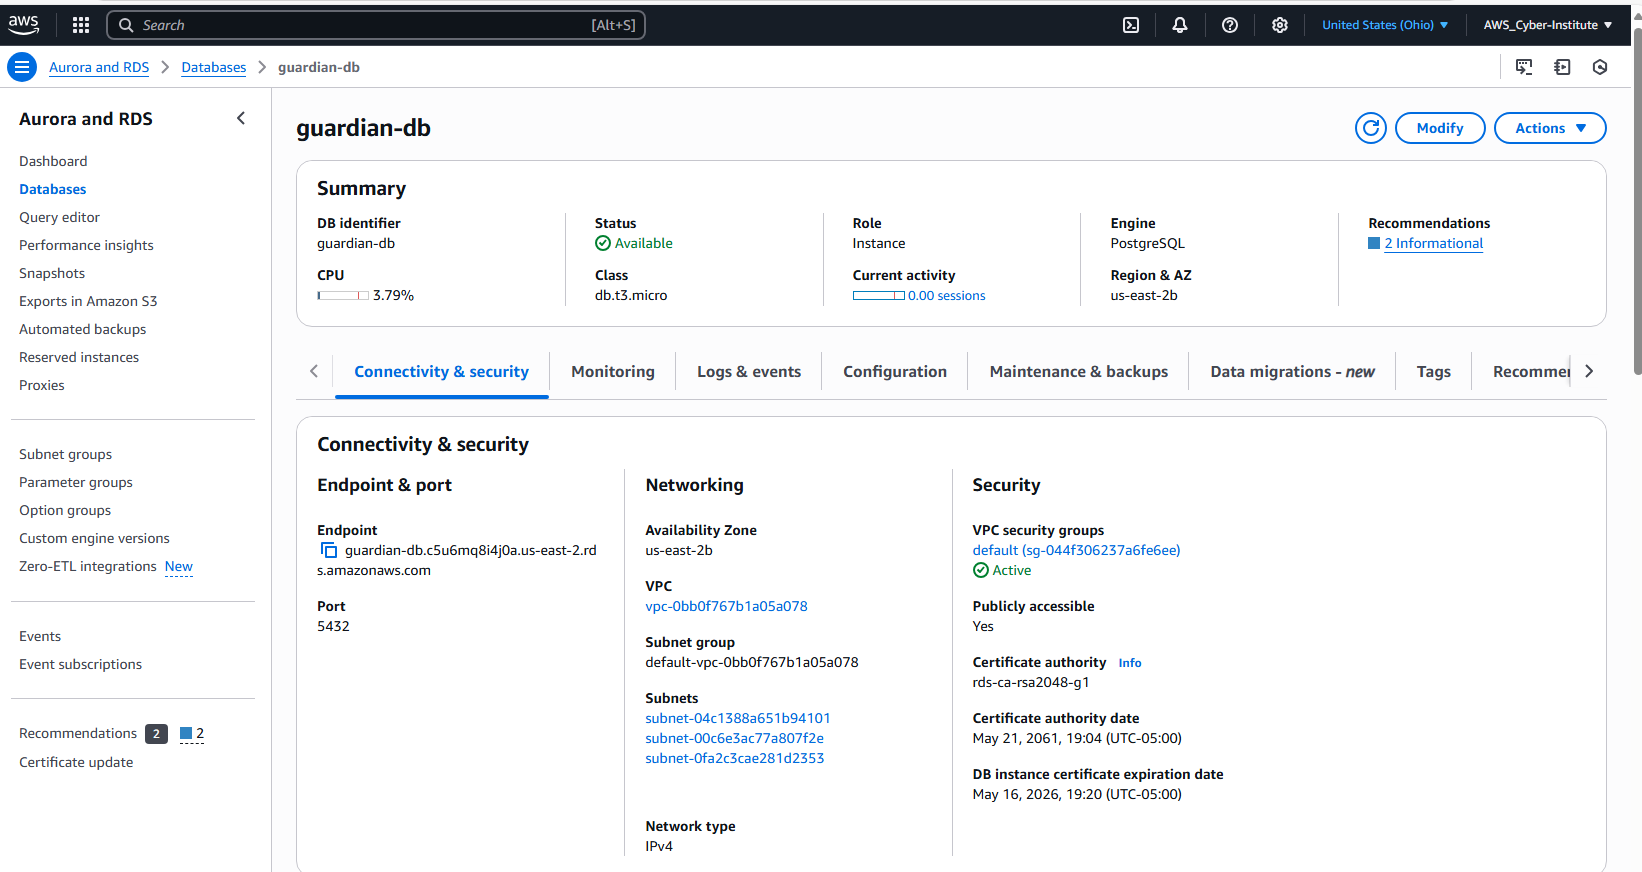 aws
Search [Alt+S]
United States (Ohio)
AWS_Cyber-Institute
Aurora and RDS
Databases
guardian-db
Aurora and RDS
Dashboard
Databases
Query editor
Performance insights
Snapshots
Exports in Amazon S3
Automated backups
Reserved instances
Proxies
Subnet groups
Parameter groups
Option groups
Custom engine versions
Zero-ETL integrations New
Events
Event subscriptions
Recommendations 2 2
Certificate update
guardian-db
Modify
Actions
Summary
DB identifier
guardian-db
CPU
3.79%
Status
Available
Class
db.t3.micro
Role
Instance
Current activity
0.00 sessions
Engine
PostgreSQL
Region & AZ
us-east-2b
Recommendations
2 Informational
Connectivity & security
Monitoring
Logs & events
Configuration
Maintenance & backups
Data migrations - new
Tags
Recommen
Connectivity & security
Endpoint & port
Endpoint
guardian-db.c5u6mq8i4j0a.us-east-2.rd
s.amazonaws.com
Port
5432
Networking
Availability Zone
us-east-2b
VPC
vpc-0bb0f767b1a05a078
Subnet group
default-vpc-0bb0f767b1a05a078
Subnets
subnet-04c1388a651b94101
subnet-00c6e3ac77a807f2e
subnet-0fa2c3cae281d2353
Network type
IPv4
Security
VPC security groups
default (sg-044f306237a6fe6ee)
Active
Publicly accessible
Yes
Certificate authority Info
rds-ca-rsa2048-g1
Certificate authority date
May 21, 2061, 19:04 (UTC-05:00)
DB instance certificate expiration date
May 16, 2026, 19:20 (UTC-05:00)